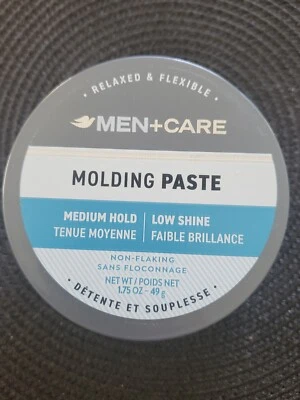 • RELAXED & FLEXIBLE •
MEN+CARE
MOLDING PASTE
MEDIUM HOLD | LOW SHINE
TENUE MOYENNE | FAIBLE BRILLANCE
NON-FLAKING
SANS FLOCONNAGE
NET WT/POIDS NET
1.75 OZ - 49 g
• DÉTENTE ET SOUPLESSE •